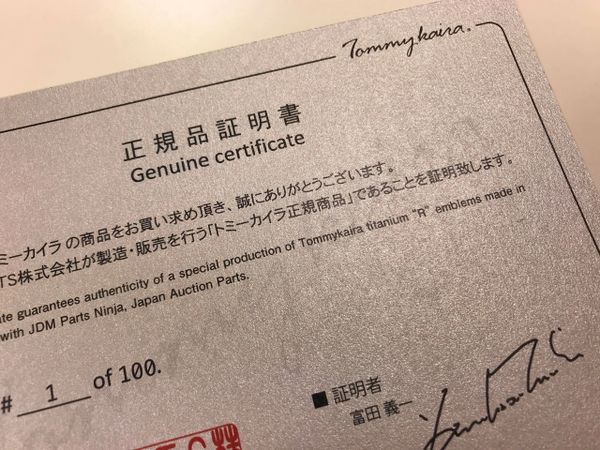 Tommykaira.
正規品証明書
Genuine certificate
ミーカイラ の商品をお買い求め頂き、誠にありがとうございます。
TS株式会社が製造・販売を行う「トミーカイラ正規商品」であることを証明致します。
ate guarantees authenticity of a special production of Tommykaira titanium "R" emblems made in
with JDM Parts Ninja, Japan Auction Parts.
# 1 of 100.
■ 証明者
富田 義一